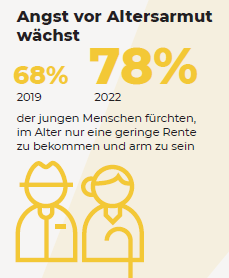 Angst vor Altersarmut
wächst
68% 78%
2019 2022
der jungen Menschen fürchten,
im Alter nur eine geringe Rente
zu bekommen und arm zu sein